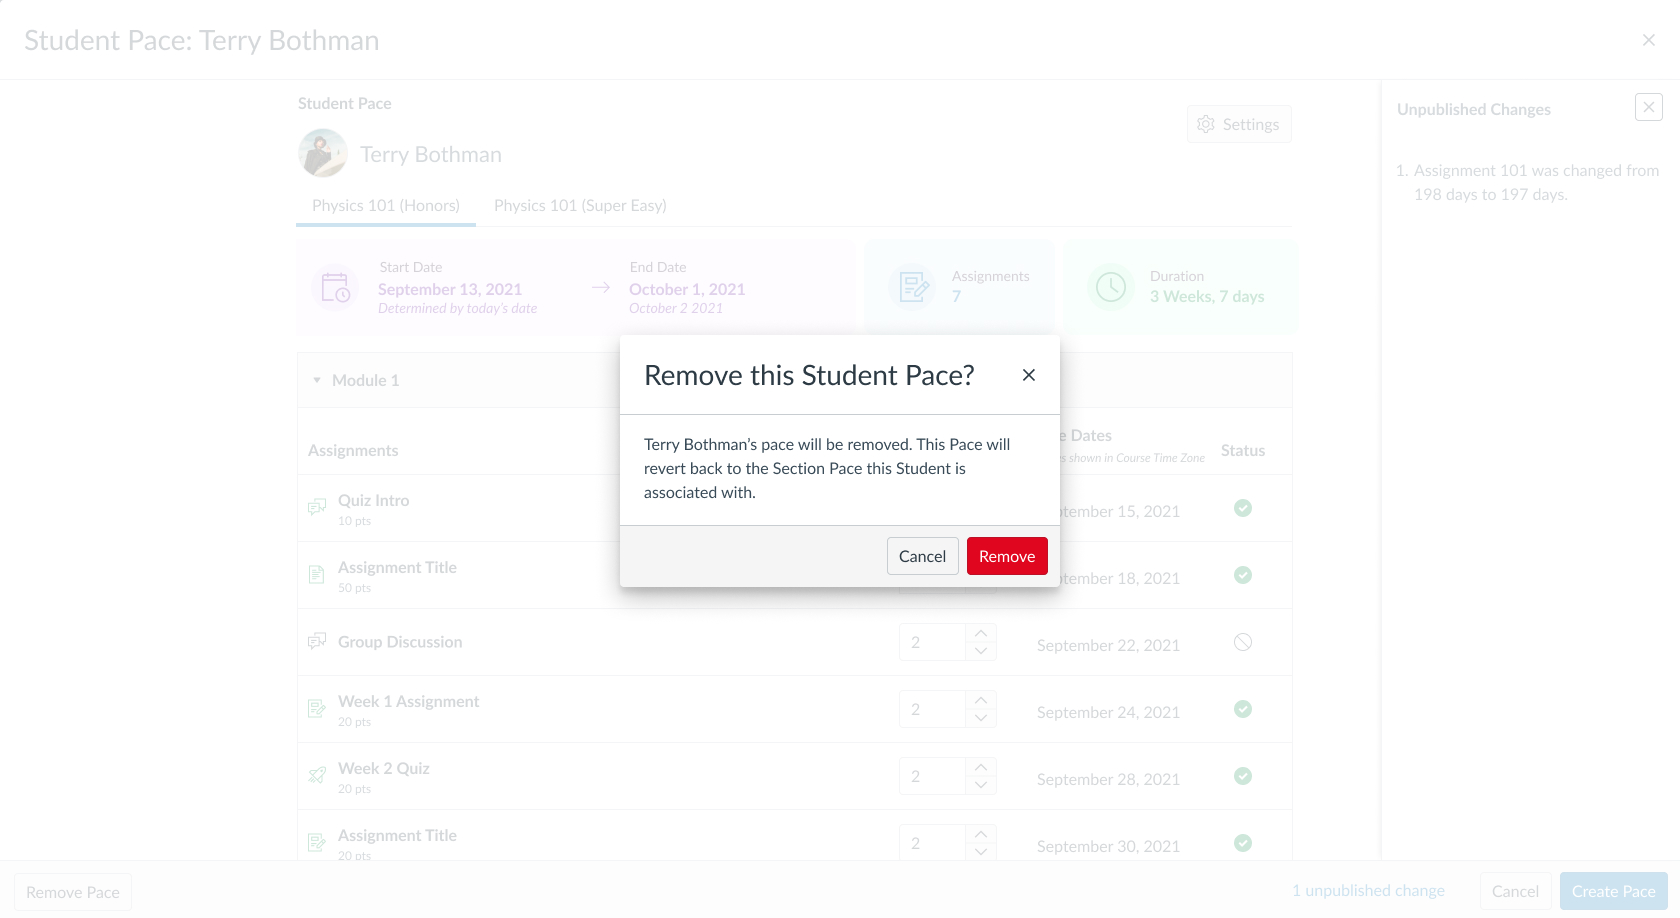 Student Pace: Terry Bothman
Student Pace
Terry Bothman
Settings
Physics 101 (Honors)
Physics 101 (Super Easy)
Start Date
September 13, 2021
Determined by today's date
End Date
October 1, 2021
October 2 2021
Assignments
7
Duration
3 Weeks, 7 days
Unpublished Changes
1. Assignment 101 was changed from
198 days to 197 days.
Remove this Student Pace?
Terry Bothman’s pace will be removed. This Pace will
revert back to the Section Pace this Student is
associated with.
Cancel
Remove
Module 1
Assignments
Dates
shown in Course Time Zone
Status
Quiz Intro
10 pts
15, 2021
Assignment Title
50 pts
18, 2021
Group Discussion
2
September 22, 2021
Week 1 Assignment
20 pts
2
September 24, 2021
Week 2 Quiz
20 pts
2
September 28, 2021
Assignment Title
20 pts
2
September 30, 2021
Remove Pace
1 unpublished change
Cancel
Create Pace